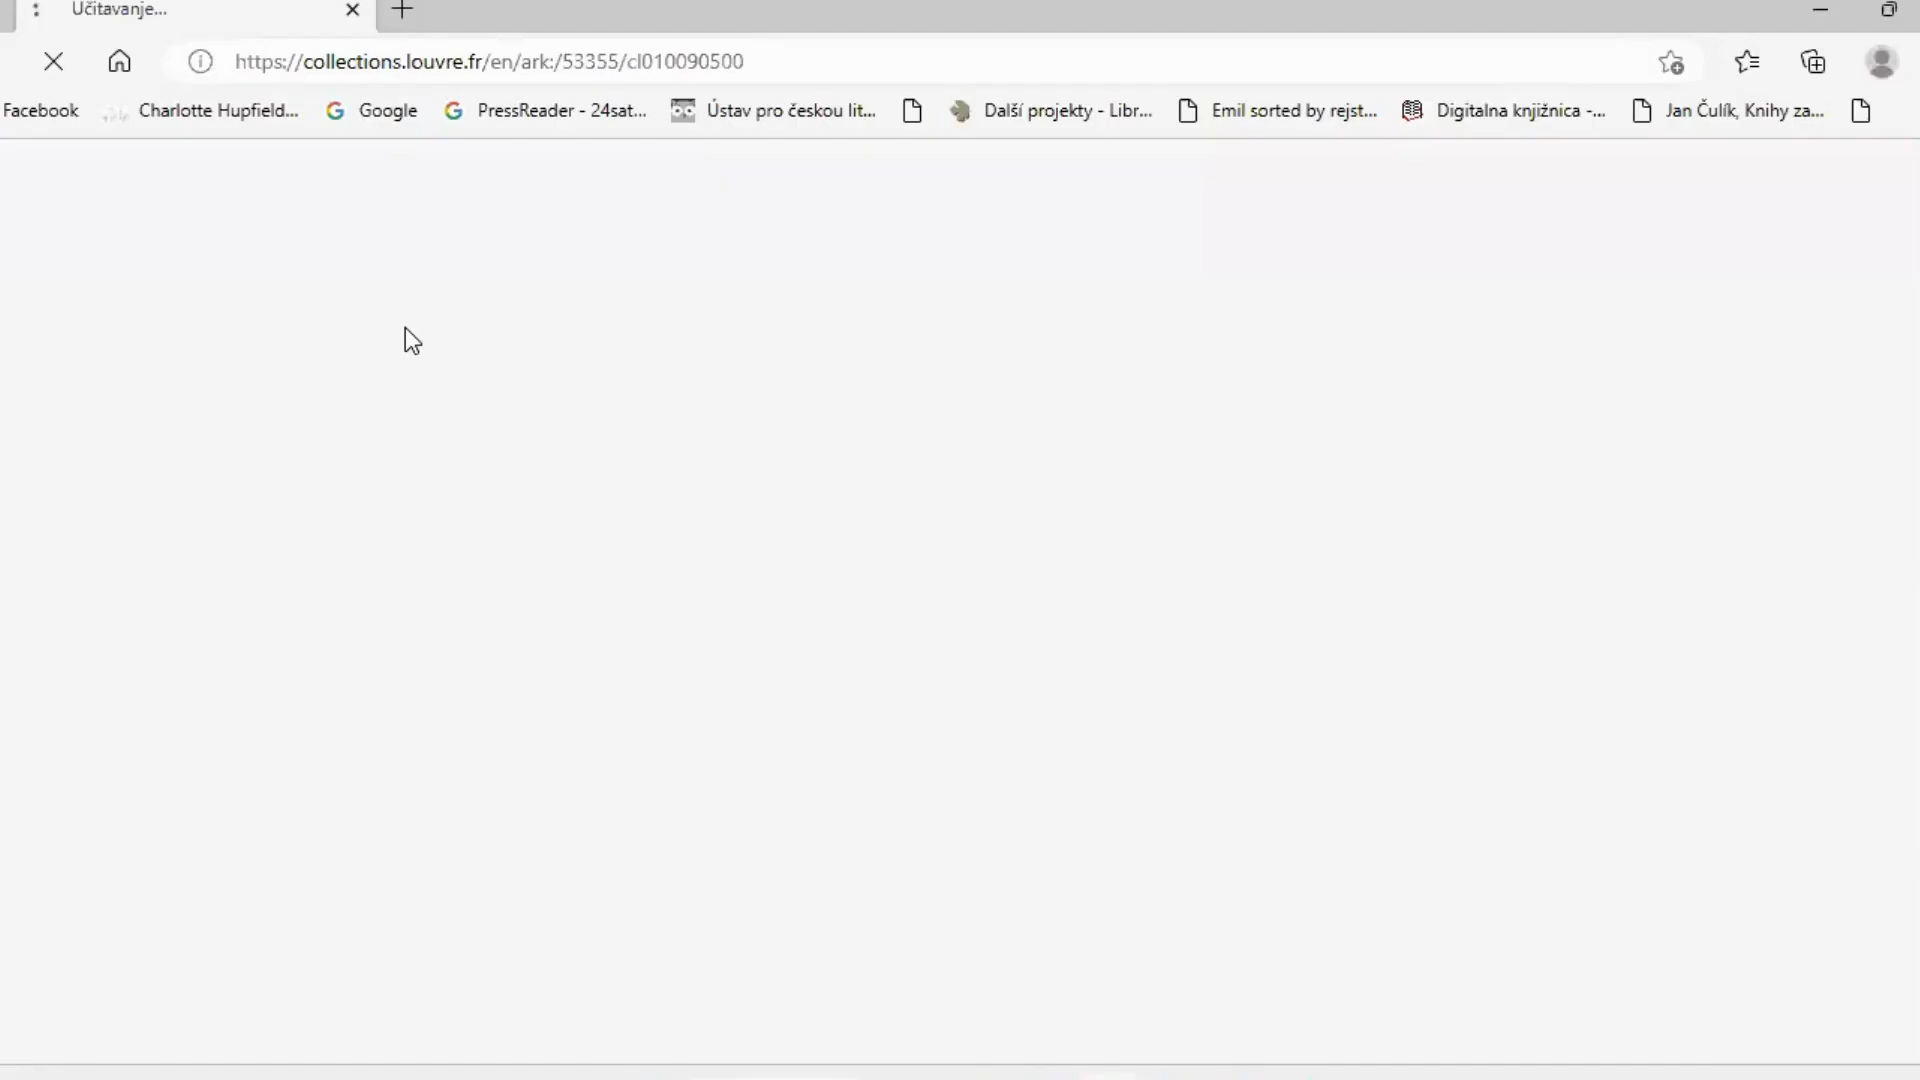 Učitavanje...
https://collections.louvre.fr/en/ark:/53355/cl010090500
Facebook Charlotte Hupfield... Google PressReader - 24sat... Ústav pro českou lit... Další projekty - Libr... Emil sorted by rejst... Digitalna knjižnica -... Jan Čulík, Knihy za...